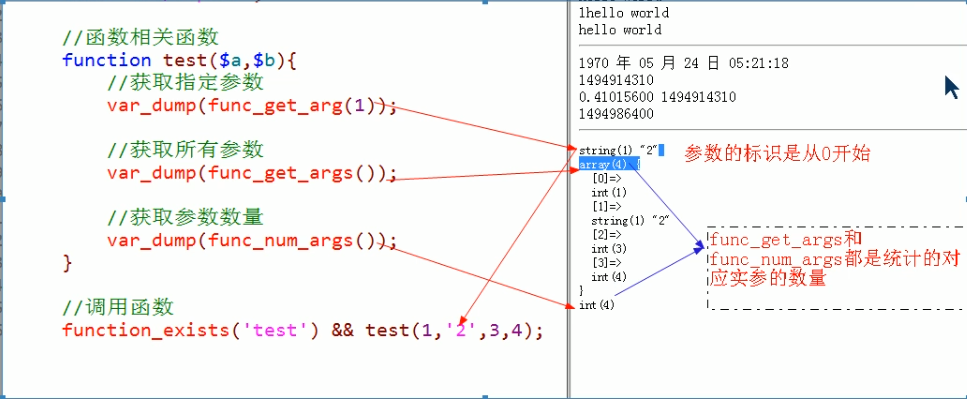 //函数相关函数
function test($a,$b){
//获取指定参数
var_dump(func_get_arg(1));
//获取所有参数
var_dump(func_get_args());
//获取参数数量
var_dump(func_num_args());
}
//调用函数
function_exists('test') && test(1,'2',3,4);
1hello world
hello world
1970 年 05 月 24 日 05:21:18
1494914310
0.41015600 1494914310
1494986400
string(1) "2"
array(4) {
[0]=>
int(1)
[1]=>
string(1) "2"
[2]=>
int(3)
[3]=>
int(4)
}
int(4)
参数的标识是从0开始
func_get_args和
func_num_args都是统计的对
应实参的数量